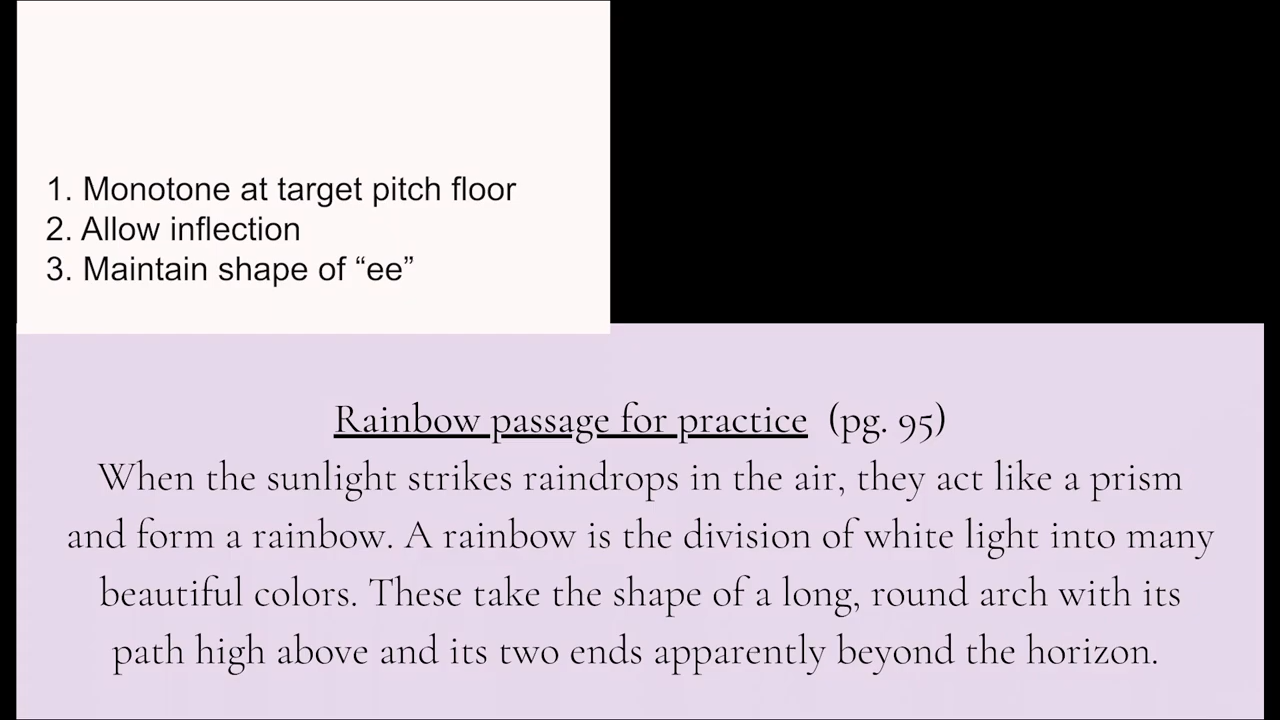 1. Monotone at target pitch floor
2. Allow inflection
3. Maintain shape of “ee”
Rainbow passage for practice (pg. 95)
When the sunlight strikes raindrops in the air, they act like a prism
and form a rainbow. A rainbow is the division of white light into many
beautiful colors. These take the shape of a long, round arch with its
path high above and its two ends apparently beyond the horizon.